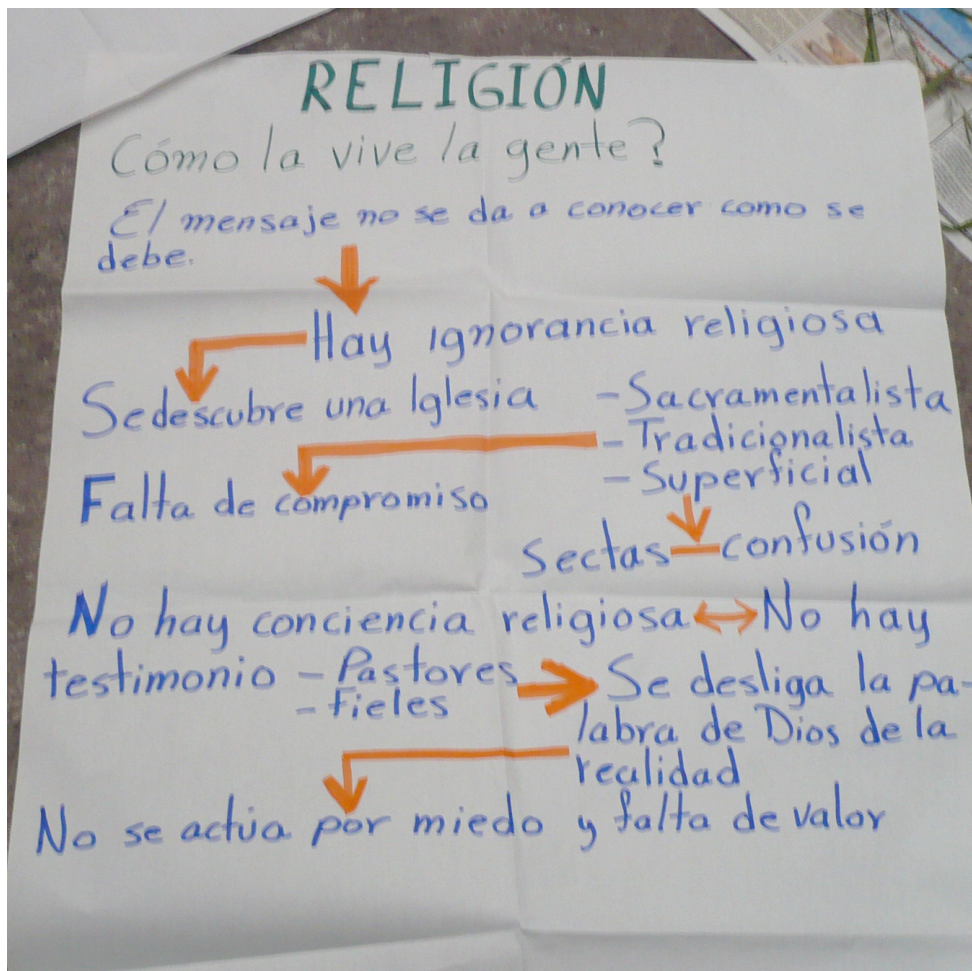 RELIGIÓN
Cómo la vive la gente?
El mensaje no se da a conocer como se
debe.
Hay ignorancia religiosa
Se descubre una Iglesia - Sacramentalista
- Tradicionalista
- Superficial
Falta de compromiso
Sectas - confusión
No hay conciencia religiosa ↔ No hay
testimonio - Pastores → Se desliga la pa-
- Fieles
labra de Dios de la
realidad
No se actúa por miedo y falta de valor